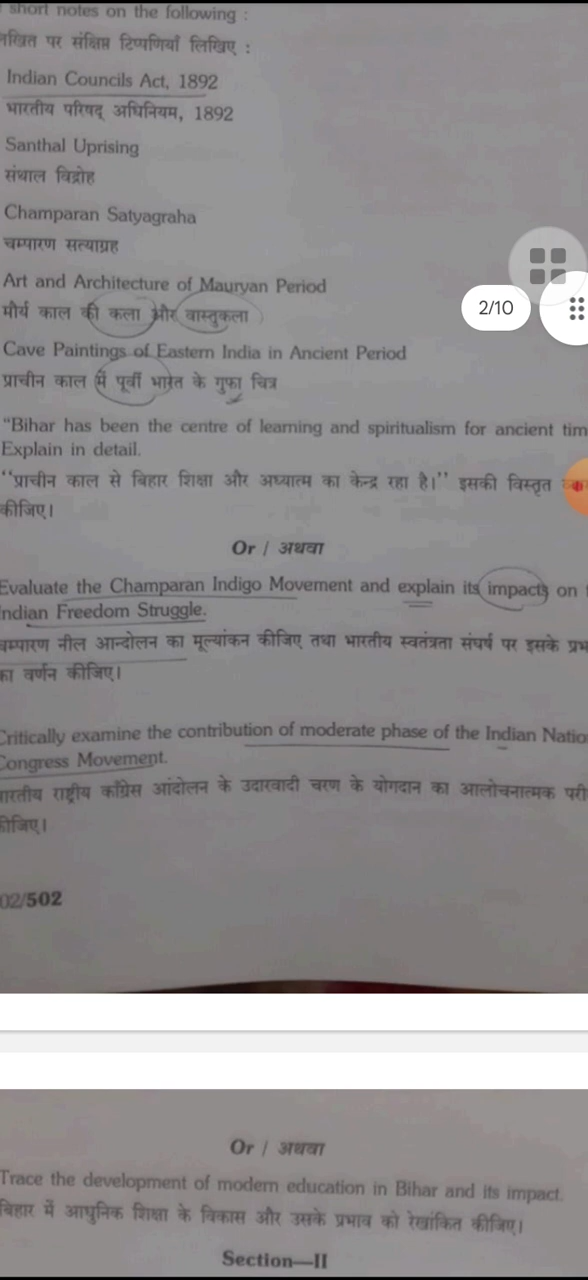 short notes on the following :
पर संक्षिप्त टिप्पणियाँ लिखिए :
Indian Councils Act, 1892
भारतीय परिषद् अधिनियम, 1892
Santhal Uprising
संथाल विद्रोह
Champaran Satyagraha
चम्पारण सत्याग्रह
Art and Architecture of Mauryan Period
मौर्य काल की कला और वास्तुकला
2/10
Cave Paintings of Eastern India in Ancient Period
प्राचीन काल में पूर्वी भारत के गुफा चित्र
"Bihar has been the centre of learning and spiritualism for ancient
Explain in detail.
"प्राचीन काल से बिहार शिक्षा और अध्यात्म का केन्द्र रहा है।" इसकी विस्तृत
कीजिए।
Or / अथवा
Evaluate the Champaran Indigo Movement and explain its impacts on
Indian Freedom Struggle.
चम्पारण नील आन्दोलन का मूल्यांकन कीजिए तथा भारतीय स्वतंत्रता संघर्ष पर इसके
का वर्णन कीजिए।
Critically examine the contribution of moderate phase of the Indian
Congress Movement.
भारतीय राष्ट्रीय काँग्रेस आंदोलन के उदारवादी चरण के योगदान का आलोचनात्मक
कीजिए।
02/502
Or / अथवा
Trace the development of modern education in Bihar and its impact.
बिहार में आधुनिक शिक्षा के विकास और उसके प्रभाव को रेखांकित कीजिए।
Section—II